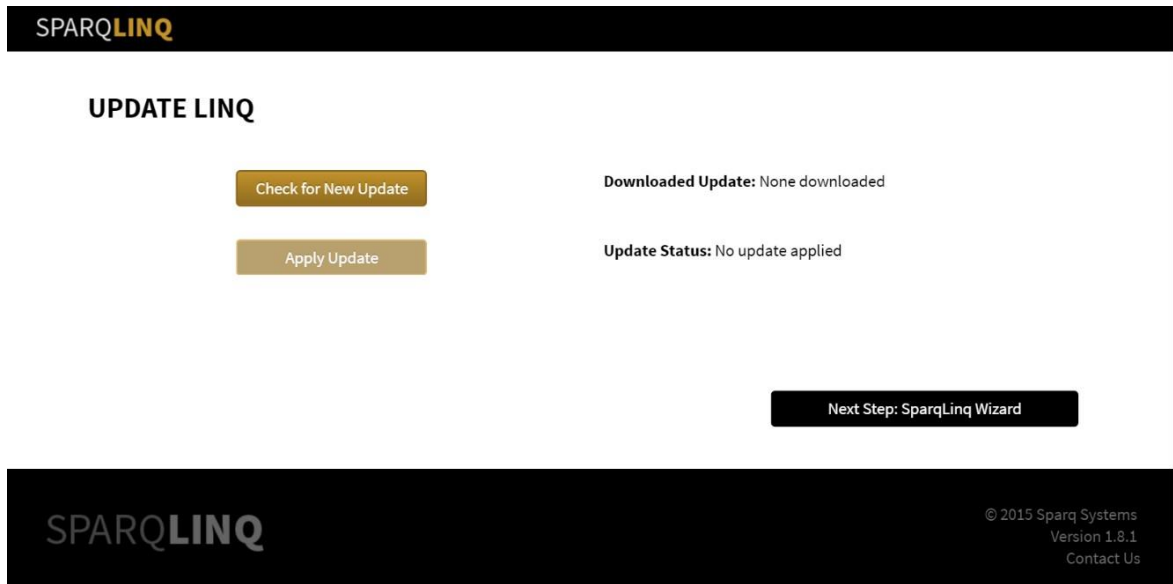 SPARQLINQ
UPDATE LINQ
Check for New Update
Downloaded Update: None downloaded
Apply Update
Update Status: No update applied
Next Step: SparqLinq Wizard
SPARQLINQ
© 2015 Sparq Systems
Version 1.8.1
Contact Us